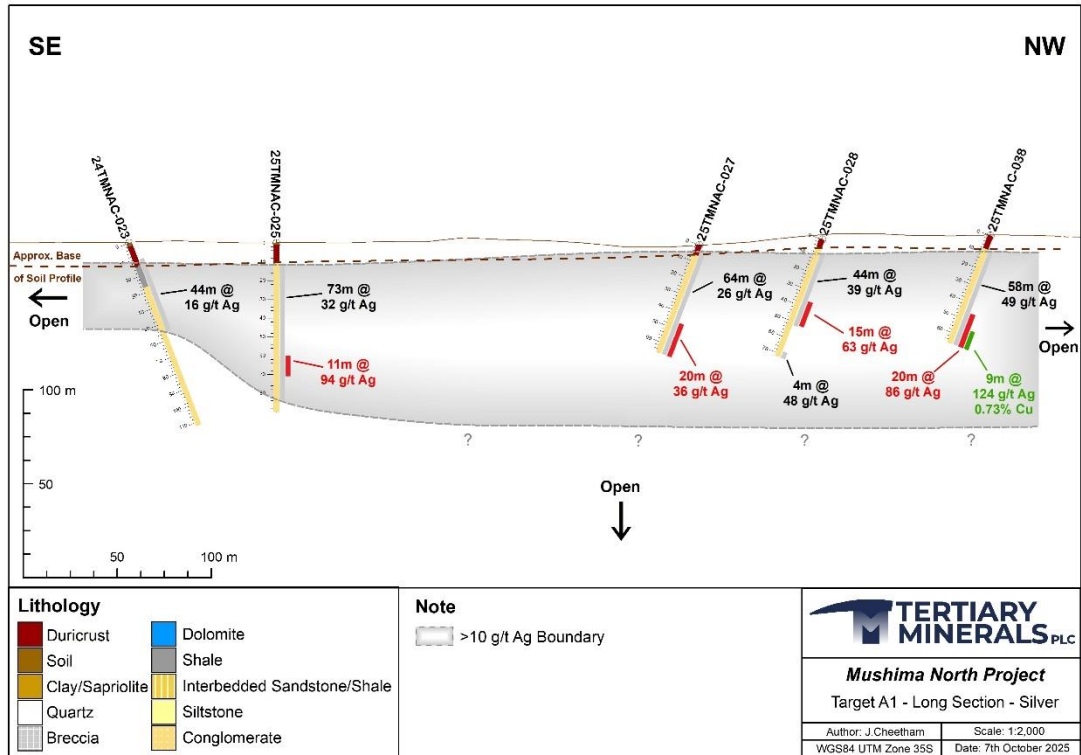 SE
NW
24TMNAC-023
25TMNAC-025
25TMNAC-027
25TMNAC-028
25TMNAC-038
Approx. Base
of Soil Profile
Open
44m @
16 g/t Ag
73m @
32 g/t Ag
11m @
94 g/t Ag
64m @
26 g/t Ag
20m @
36 g/t Ag
44m @
39 g/t Ag
15m @
63 g/t Ag
4m @
48 g/t Ag
58m @
49 g/t Ag
20m @
86 g/t Ag
9m @
124 g/t Ag
0.73% Cu
Open
? ? ? ?
Open
100 m
50
50 100 m
Lithology
Duricrust
Soil
Clay/Sapriolite
Quartz
Breccia
Dolomite
Shale
Interbedded Sandstone/Shale
Siltstone
Conglomerate
Note
>10 g/t Ag Boundary
TERTIARY
MINERALS PLC
Mushima North Project
Target A1 - Long Section - Silver
Author: J.Cheetham
Scale: 1:2,000
WGS84 UTM Zone 35S
Date: 7th October 2025